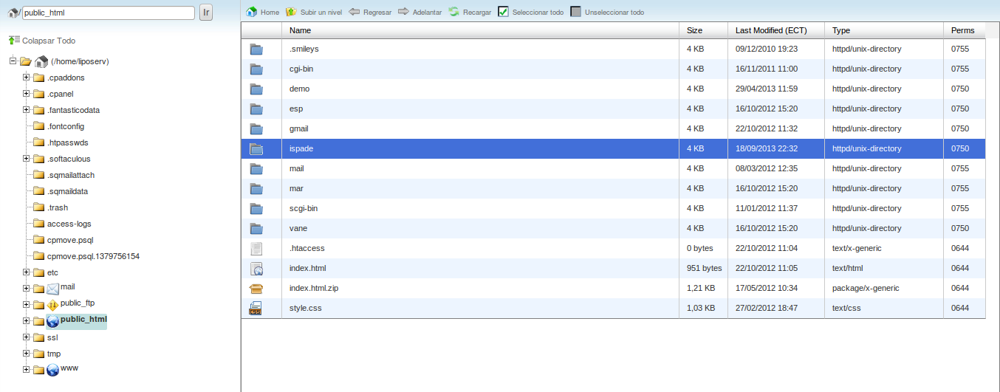 / public_html Ir
Colapsar Todo
(/home/liposerv)
.cpaddons
.cpanel
.fantasticodata
.fontconfig
.htpasswds
.softaculous
.sqmailattach
.sqmaildata
.trash
access-logs
cpmove.psql
cpmove.psql.1379756154
etc
mail
public_ftp
public_html
ssl
tmp
www
Home Subir un nivel Regresar Adelantar Recargar Seleccionar todo Unseleccionar todo
Name Size Last Modified (ECT) Type Perms
.smileys 4 KB 09/12/2010 19:23 httpd/unix-directory 0755
cgi-bin 4 KB 16/11/2011 11:00 httpd/unix-directory 0755
demo 4 KB 29/04/2013 11:59 httpd/unix-directory 0750
esp 4 KB 16/10/2012 15:20 httpd/unix-directory 0750
gmail 4 KB 22/10/2012 11:32 httpd/unix-directory 0750
ispade 4 KB 18/09/2013 22:32 httpd/unix-directory 0750
mail 4 KB 08/03/2012 12:35 httpd/unix-directory 0755
mar 4 KB 16/10/2012 15:20 httpd/unix-directory 0755
scgi-bin 4 KB 11/01/2012 11:37 httpd/unix-directory 0755
vane 4 KB 16/10/2012 15:20 httpd/unix-directory 0750
.htaccess 0 bytes 22/10/2012 11:04 text/x-generic 0644
index.html 951 bytes 22/10/2012 11:05 text/html 0644
index.html.zip 1,21 KB 17/05/2012 10:34 package/x-generic 0644
CSS style.css 1,03 KB 27/02/2012 18:47 text/css 0644